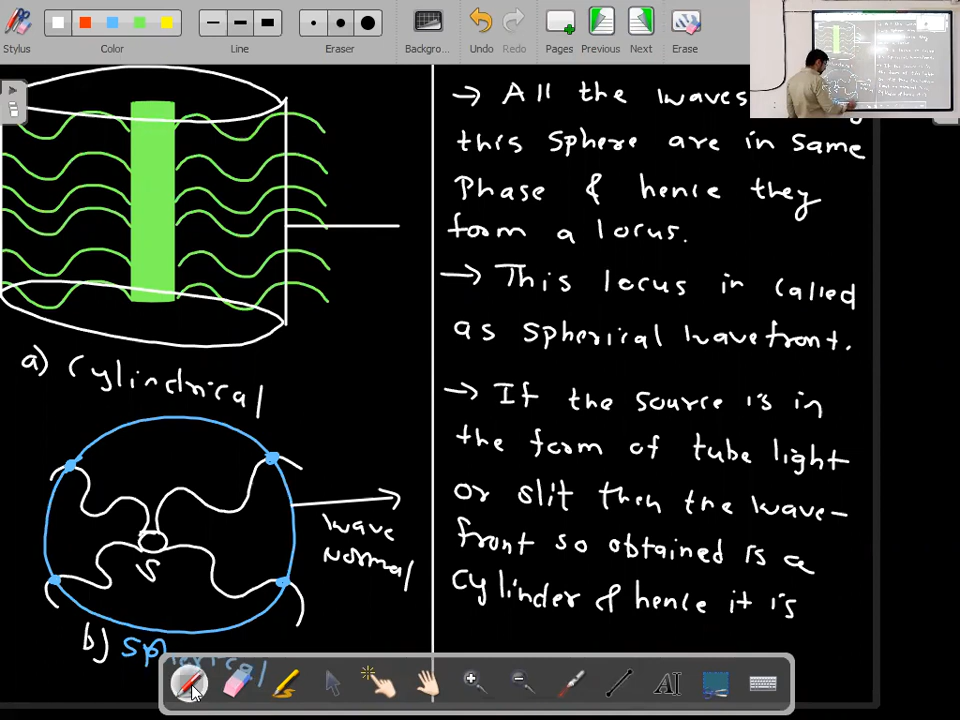 Stylus
Color
Line
Eraser
Backgro...
Undo
Redo
Pages
Previous
Next
Erase
→ All the waves
this sphere are in same
Phase & hence they
form a locus.
→ This locus in called
as spherical wavefront.
→ If the source is in
the form of tube light
or slit then the wave-
front so obtained is a
cylinder & hence it is
a) Cylindrical
S
wave
normal
b) Spherical
AI